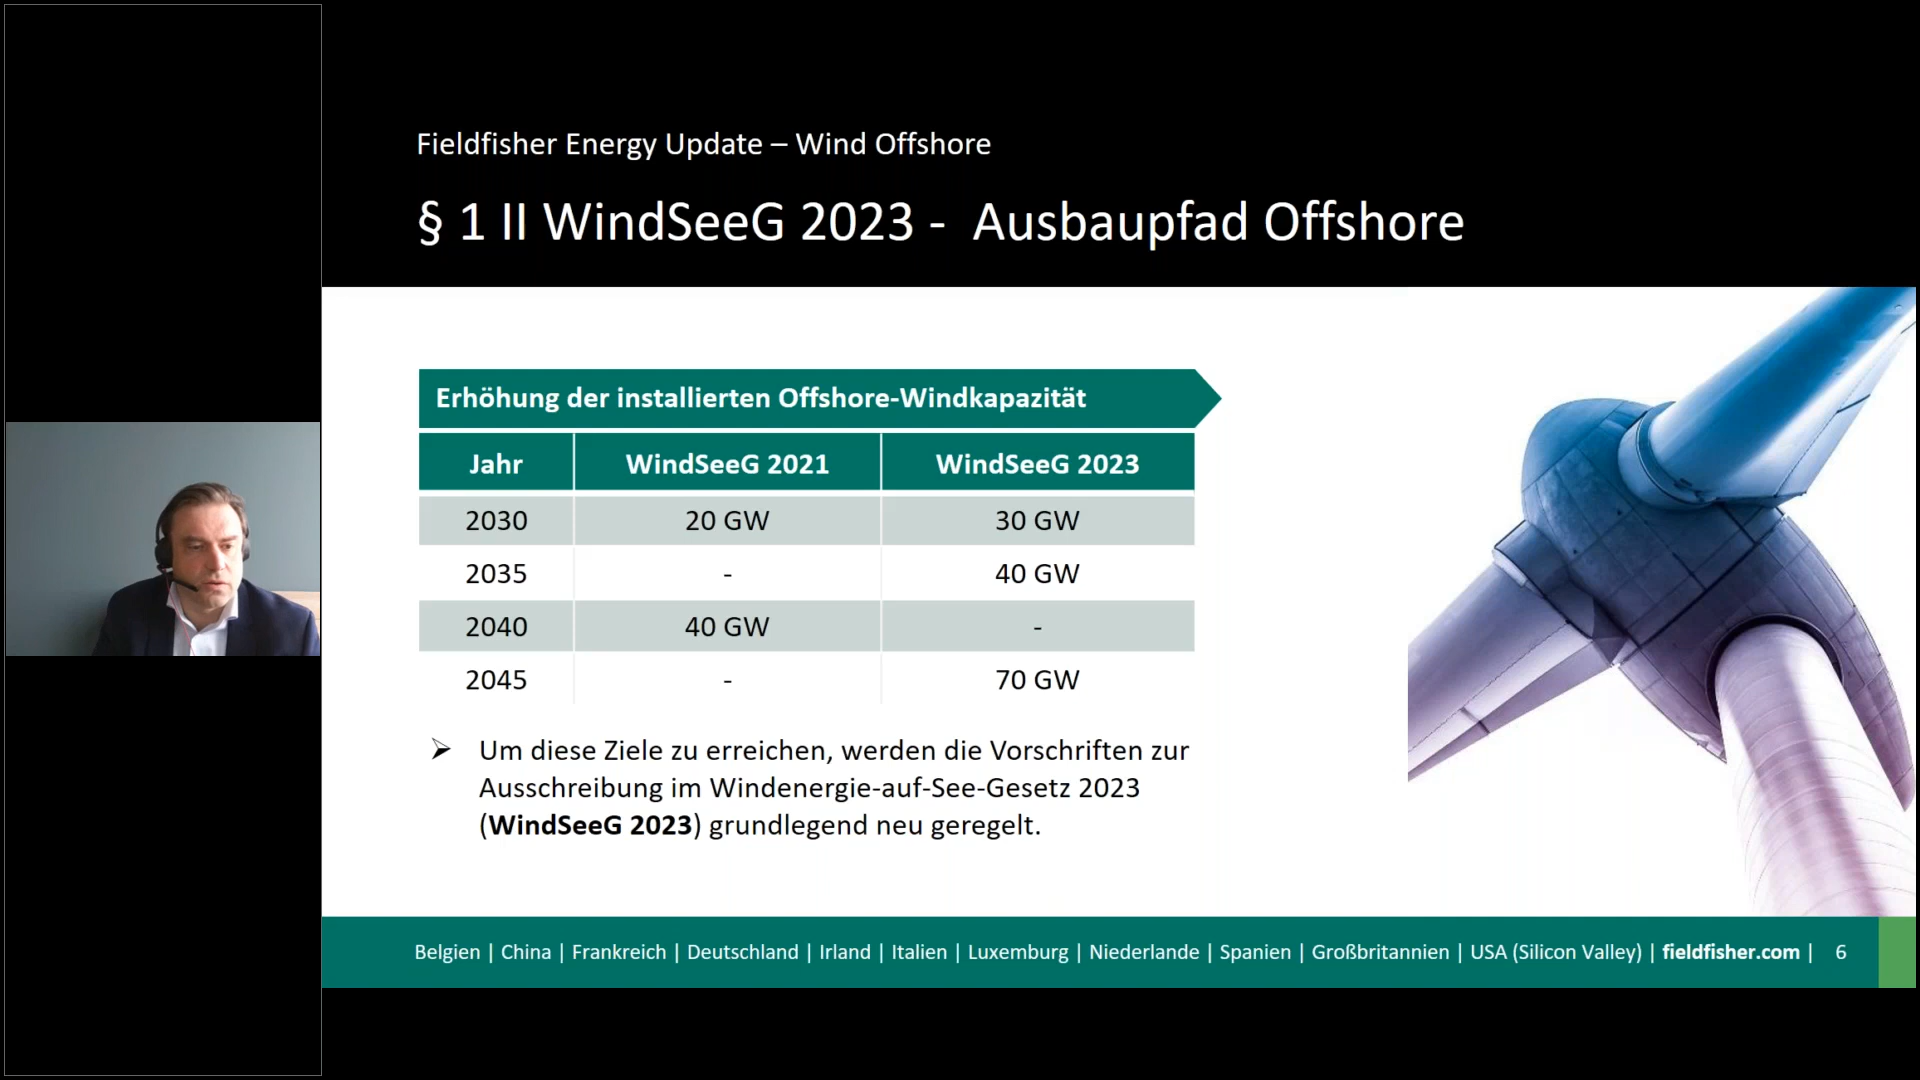 Fieldfisher Energy Update – Wind Offshore
§ 1 II WindSeeG 2023 - Ausbaupfad Offshore
Erhöhung der installierten Offshore-Windkapazität
Jahr WindSeeG 2021 WindSeeG 2023
2030 20 GW 30 GW
2035 - 40 GW
2040 40 GW -
2045 - 70 GW
➢ Um diese Ziele zu erreichen, werden die Vorschriften zur
Ausschreibung im Windenergie-auf-See-Gesetz 2023
(WindSeeG 2023) grundlegend neu geregelt.
Belgien | China | Frankreich | Deutschland | Irland | Italien | Luxemburg | Niederlande | Spanien | Großbritannien | USA (Silicon Valley) | fieldfisher.com | 6